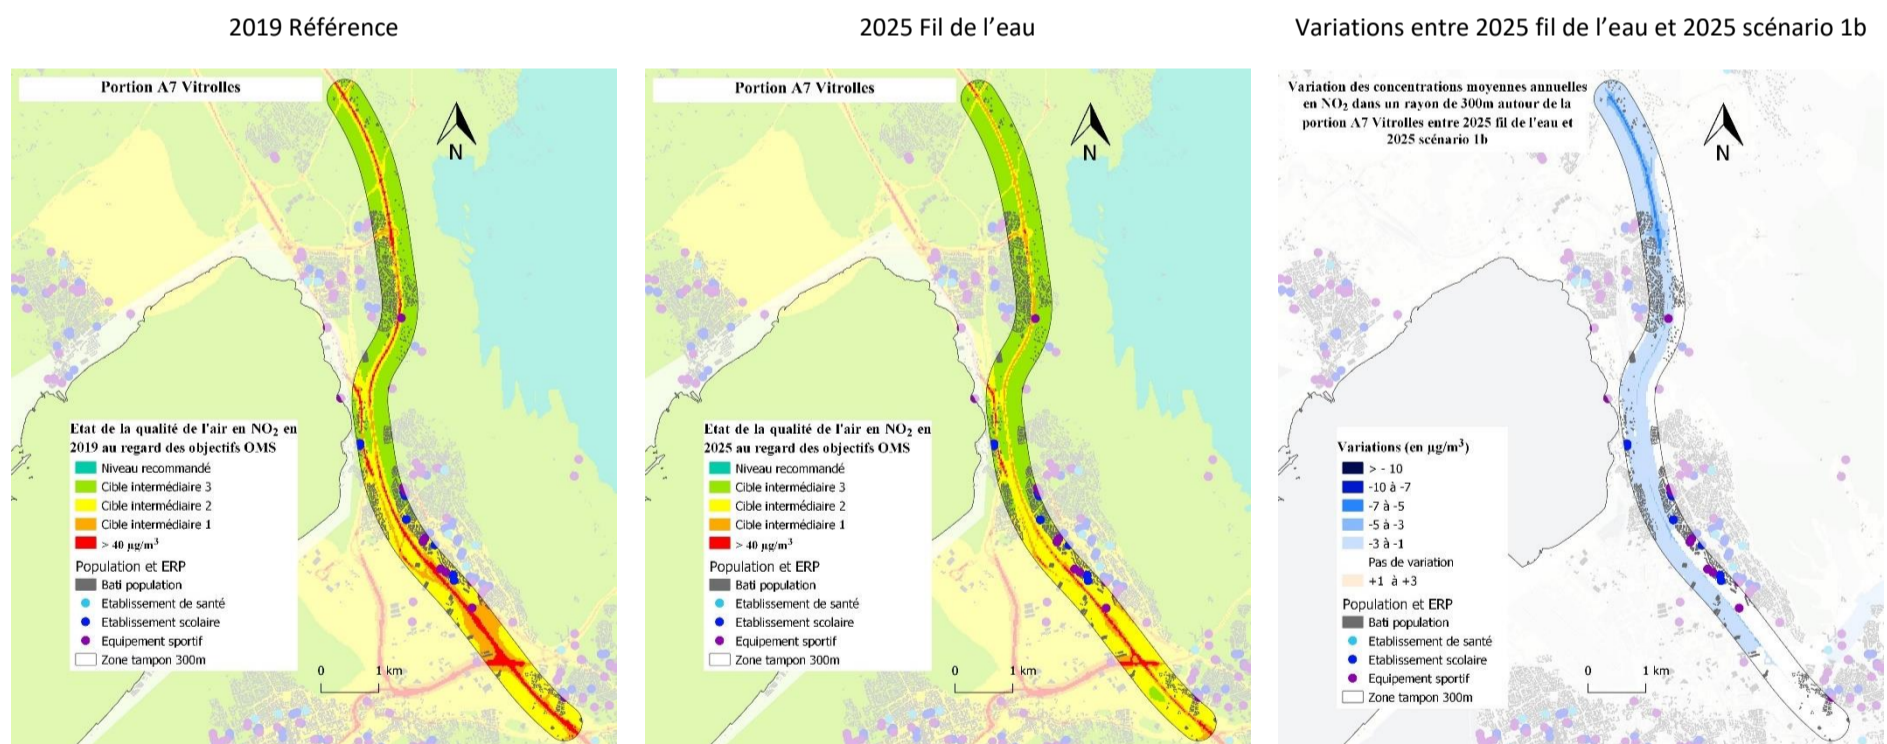 2019 Référence
2025 Fil de l’eau
Variations entre 2025 fil de l’eau et 2025 scénario 1b
Portion A7 Vitrolles
N
Etat de la qualité de l'air en NO₂ en
2019 au regard des objectifs OMS
Niveau recommandé
Cible intermédiaire 3
Cible intermédiaire 2
Cible intermédiaire 1
> 40 µg/m³
Population et ERP
Bati population
Etablissement de santé
Etablissement scolaire
Equipement sportif
Zone tampon 300m
0 1 km
Portion A7 Vitrolles
N
Etat de la qualité de l'air en NO₂ en
2025 au regard des objectifs OMS
Niveau recommandé
Cible intermédiaire 3
Cible intermédiaire 2
Cible intermédiaire 1
> 40 µg/m³
Population et ERP
Bati population
Etablissement de santé
Etablissement scolaire
Equipement sportif
Zone tampon 300m
0 1 km
Variation des concentrations moyennes annuelles
en NO₂ dans un rayon de 300m autour de la
portion A7 Vitrolles entre 2025 fil de l'eau et
2025 scénario 1b
N
Variations (en µg/m³)
> - 10
-10 à -7
-7 à -5
-5 à -3
-3 à -1
Pas de variation
+1 à +3
Population et ERP
Bati population
Etablissement de santé
Etablissement scolaire
Equipement sportif
Zone tampon 300m
0 1 km